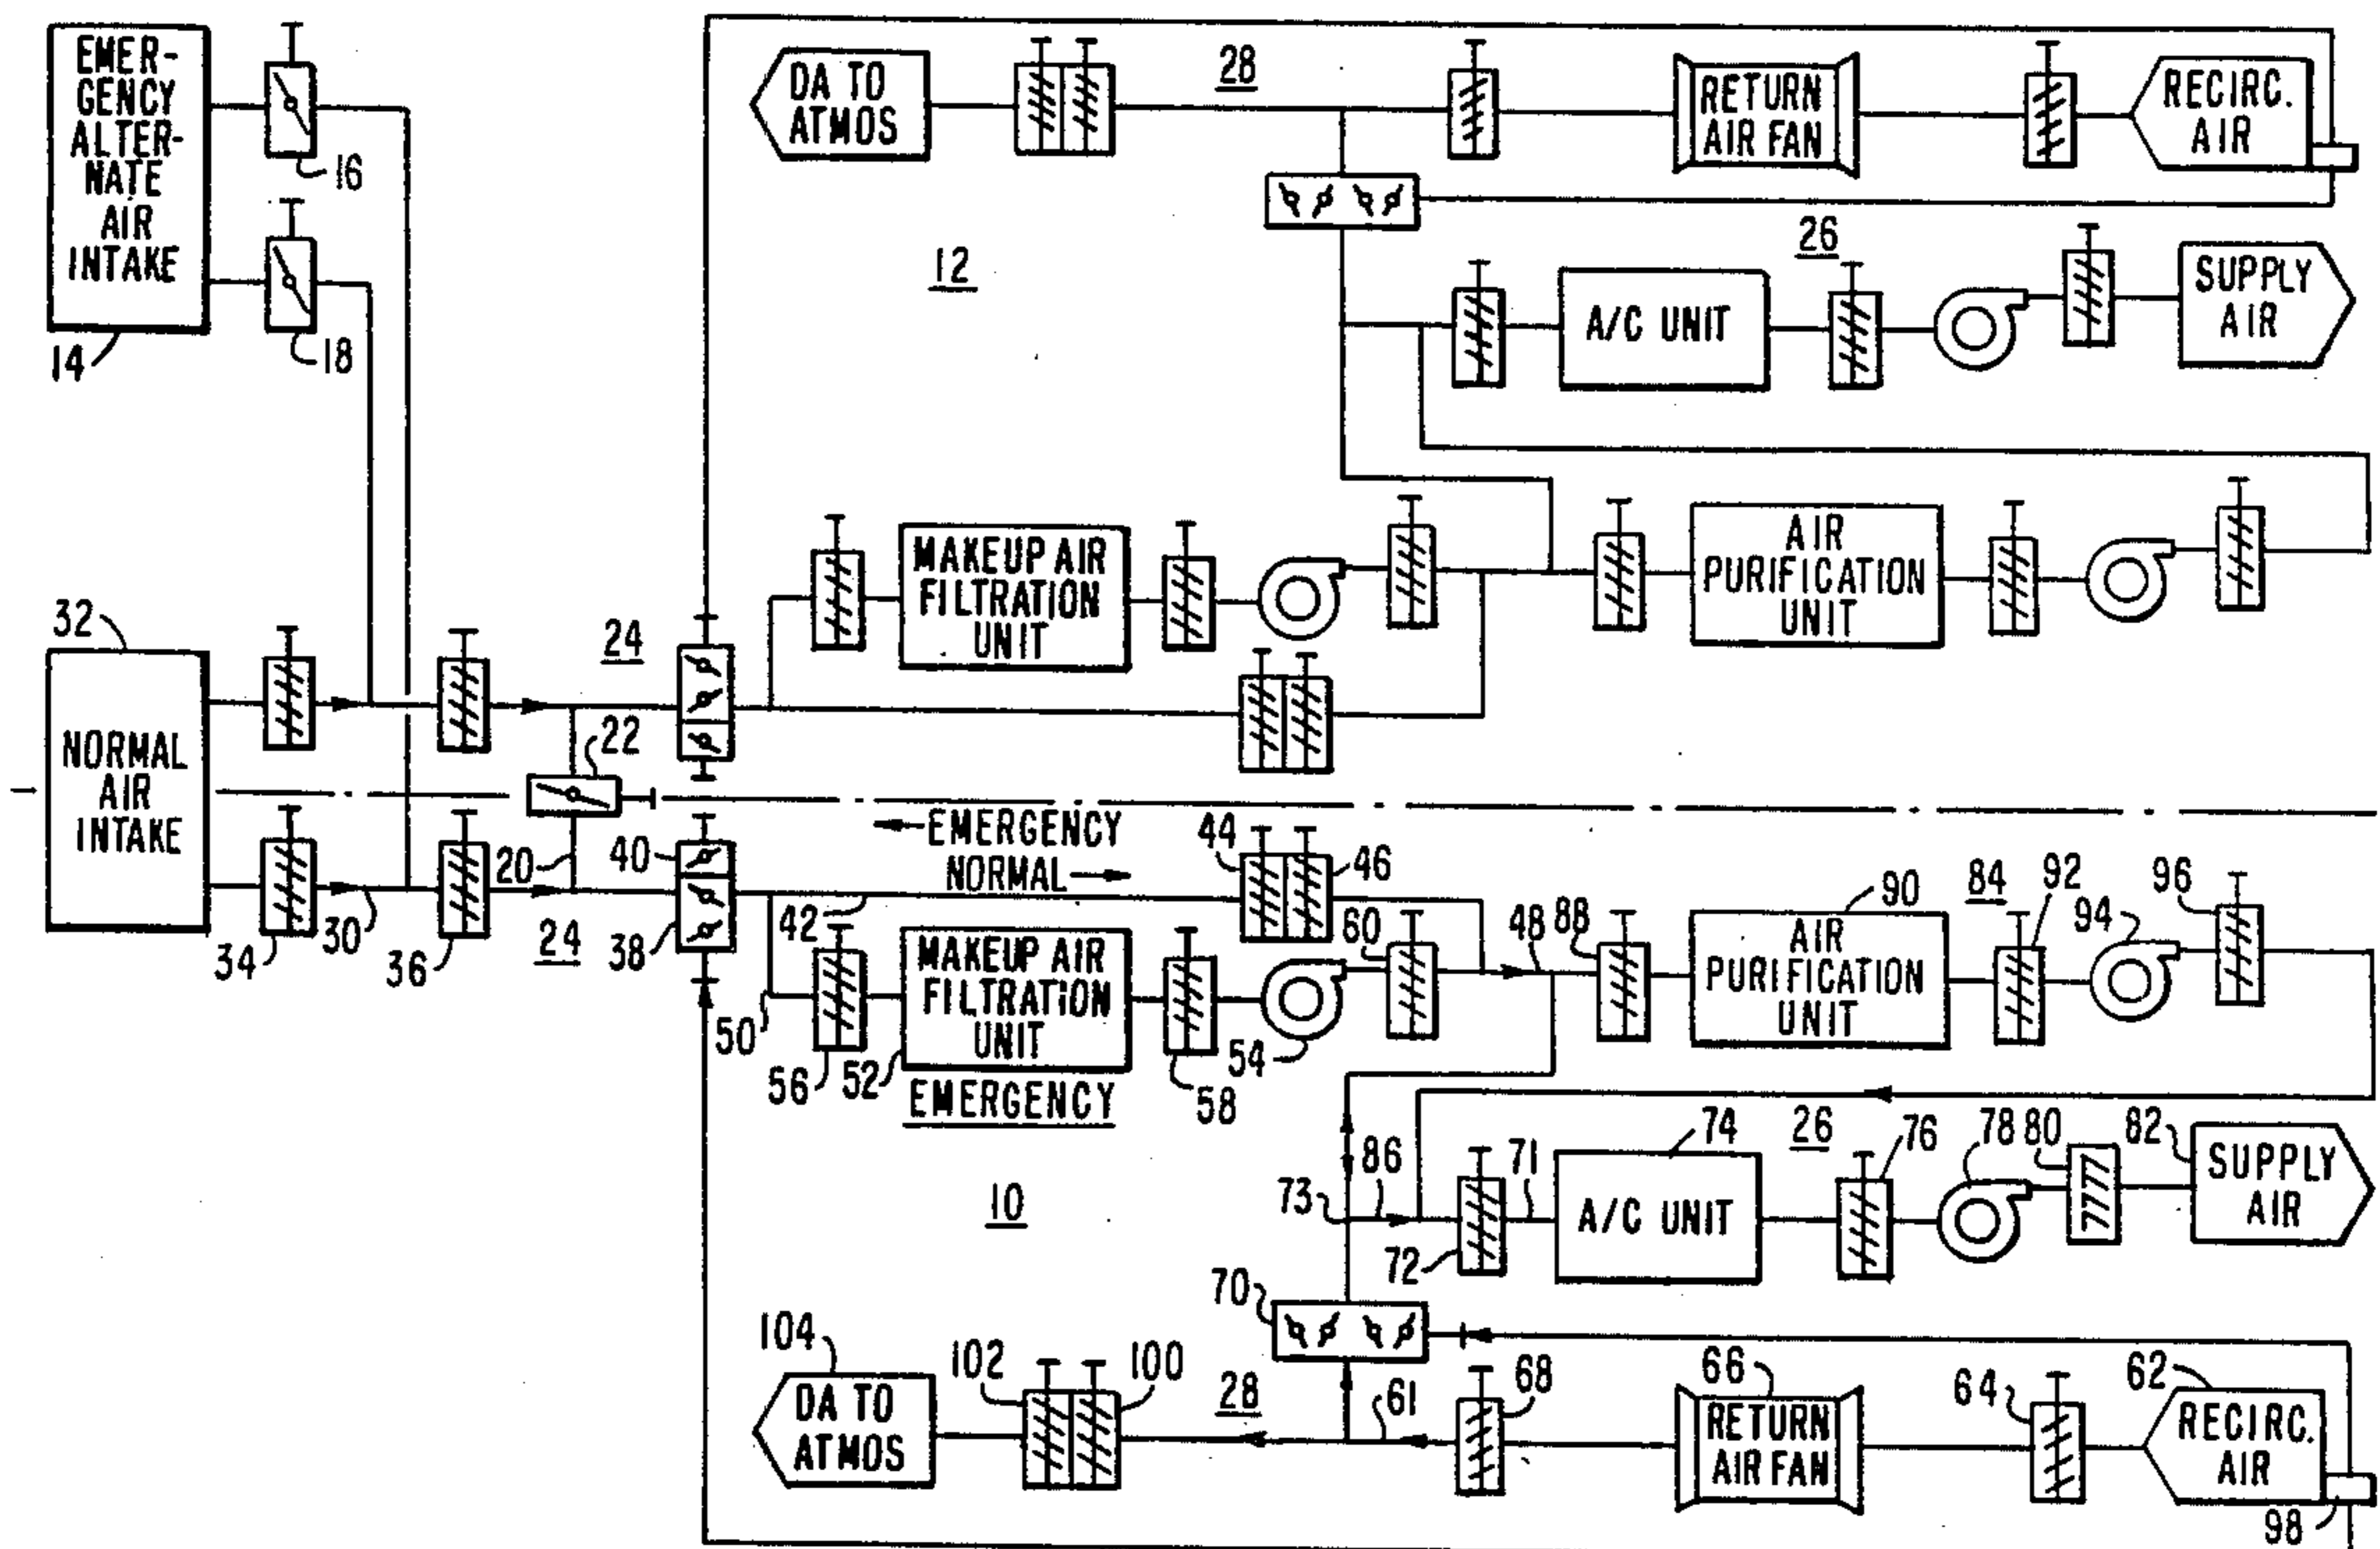 EMER-
GENCY
ALTER-
NATE
AIR
INTAKE
14
16
18
DA TO
ATMOS
28
RETURN
AIR FAN
RECIRC.
AIR
12
26
A/C UNIT
SUPPLY
AIR
MAKEUP AIR
FILTRATION
UNIT
AIR
PURIFICATION
UNIT
32
NORMAL
AIR
INTAKE
24
22
20
34
30
36
24
38
40
EMERGENCY
NORMAL
42
44
46
48
50
56
52
MAKEUP AIR
FILTRATION
UNIT
EMERGENCY
58
54
60
88
90
AIR
PURIFICATION
UNIT
84
92
94
96
10
73
86
72
71
74
A/C UNIT
26
76
78
80
82
SUPPLY
AIR
70
104
DA TO
ATMOS
102
100
28
61
68
66
RETURN
AIR FAN
64
62
RECIRC.
AIR
98